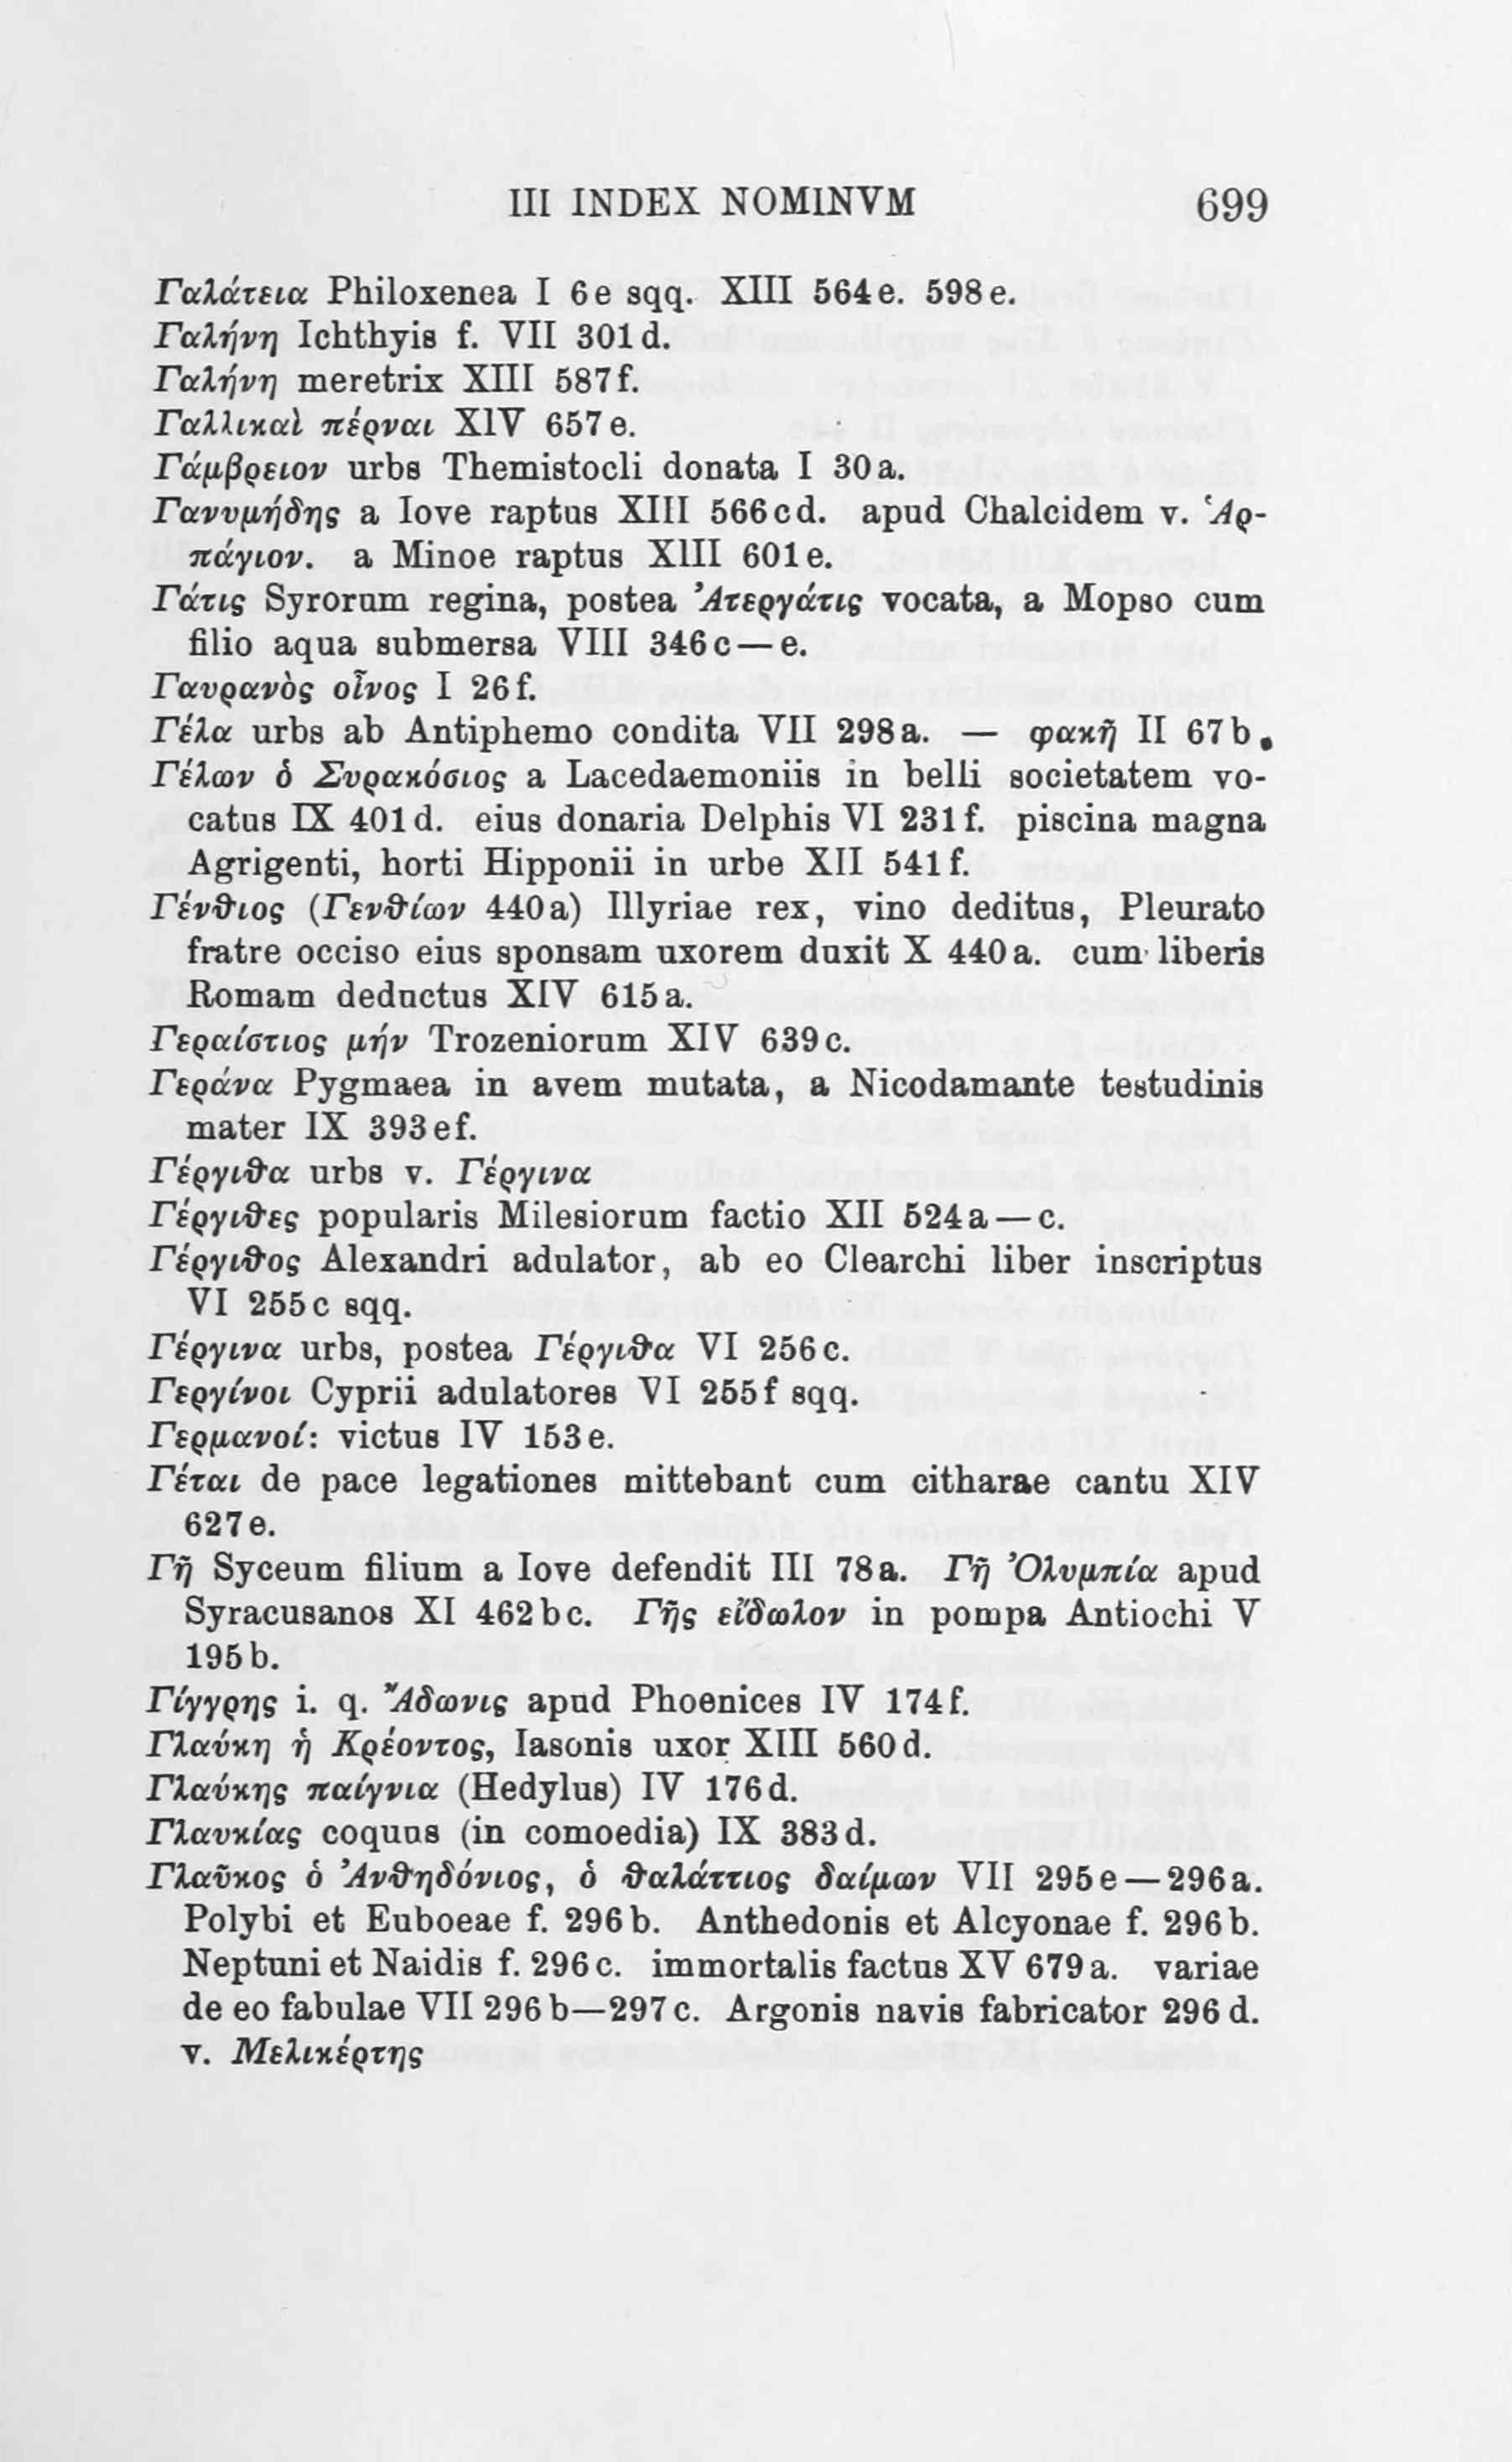 III INDEX NOMINVM 699
Γαλάτεια Philoxenea I 6e sqq. XIII 564e. 598e.
Γαλήνη Ichthyis f. VII 301d.
Γαλήνη meretrix XIII 587f.
Γαλλικαὶ πέρναι XIV 657e.
Γάμβρειον urbs Themistocli donata I 30a.
Γανυμήδης a Iove raptus XIII 566cd. apud Chalcidem v. Ἁρ-
πάγιον. a Minoe raptus XIII 601e.
Γάτις Syrorum regina, postea Ἀτεργάτις vocata, a Mopso cum
filio aqua submersa VIII 346c—e.
Γαυρανὸς οἶνος I 26f.
Γέλα urbs ab Antiphemo condita VII 298a. — φακῆ II 67b.
Γέλων ὁ Συρακόσιος a Lacedaemoniis in belli societatem vo-
catus IX 401d. eius donaria Delphis VI 231f. piscina magna
Agrigenti, horti Hipponii in urbe XII 541f.
Γένθιος (Γενθίων 440a) Illyriae rex, vino deditus, Pleurato
fratre occiso eius sponsam uxorem duxit X 440a. cum liberis
Romam deductus XIV 615a.
Γεραίστιος μήν Trozeniorum XIV 639c.
Γεράνα Pygmaea in avem mutata, a Nicodamante testudinis
mater IX 393ef.
Γέργιθα urbs v. Γέργινα
Γέργιθες popularis Milesiorum factio XII 524a—c.
Γέργιθος Alexandri adulator, ab eo Clearchi liber inscriptus
VI 255c sqq.
Γέργινα urbs, postea Γέργιθα VI 256c.
Γεργίνοι Cyprii adulatores VI 255f sqq.
Γερμανοί: victus IV 153e.
Γέται de pace legationes mittebant cum citharae cantu XIV
627e.
Γῆ Syceum filium a Iove defendit III 78a. Γῆ Ὀλυμπία apud
Syracusanos XI 462bc. Γῆς εἴδωλον in pompa Antiochi V
195b.
Γίγγρης i. q. Ἄδωνις apud Phoenices IV 174f.
Γλαύκη ἡ Κρέοντος, Iasonis uxor XIII 560d.
Γλαύκης παίγνια (Hedylus) IV 176d.
Γλαυκίας coquus (in comoedia) IX 383d.
Γλαῦκος ὁ Ἀνθηδόνιος, ὁ θαλάττιος δαίμων VII 295e—296a.
Polybi et Euboeae f. 296b. Anthedonis et Alcyonae f. 296b.
Neptuni et Naidis f. 296c. immortalis factus XV 679a. variae
de eo fabulae VII 296b—297c. Argonis navis fabricator 296d.
v. Μελικέρτης